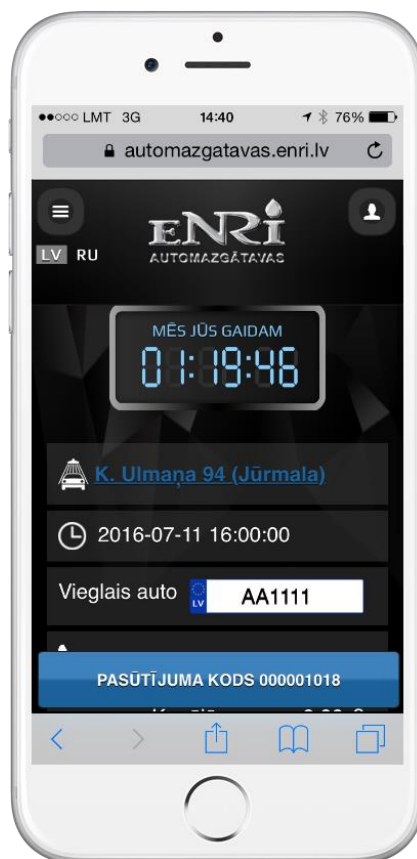 LMT 3G 14:40 76%
automazgatavas.enri.lv
ENRi
LV RU
AUTOMAZGĀTAVAS
MĒS JŪS GAIDAM
01:19:46
K. Ulmaņa 94 (Jūrmala)
2016-07-11 16:00:00
Vieglais auto LV AA1111
PASŪTĪJUMA KODS 000001018